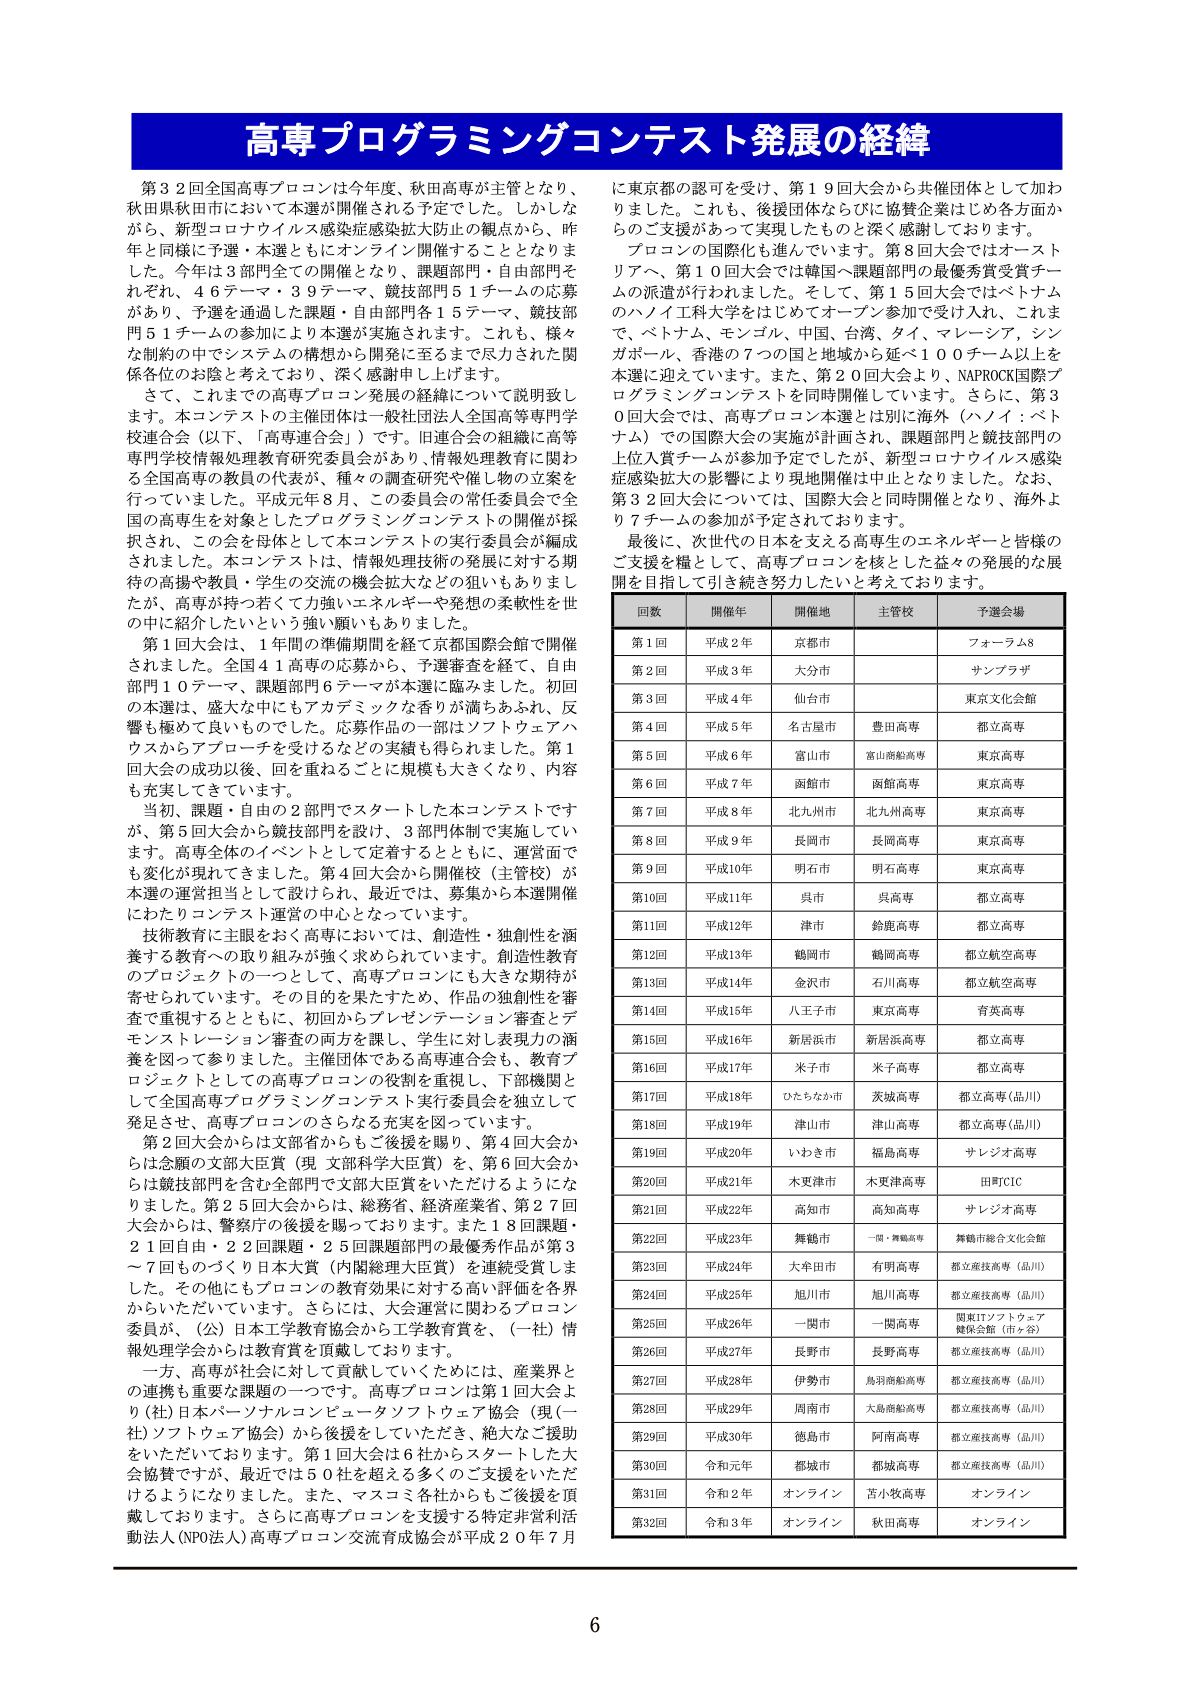 高専プログラミングコンテスト発展の経緯
第３２回全国高専プロコンは今年度、秋田高専が主管となり、
秋田県秋田市において本選が開催される予定でした。しかしな
がら、新型コロナウイルス感染症感染拡大防止の観点から、昨
年と同様に予選・本選ともにオンライン開催することとなりま
した。今年は３部門全ての開催となり、課題部門・自由部門そ
れぞれ、４６テーマ・３９テーマ、競技部門５１チームの応募
があり、予選を通過した課題・自由部門各１５テーマ、競技部
門５１チームの参加により本選が実施されます。これも、様々
な制約の中でシステムの構想から開発に至るまで尽力された関
係各位のお陰と考えており、深く感謝申し上げます。
さて、これまでの高専プロコン発展の経緯について説明致し
ます。本コンテストの主催団体は一般社団法人全国高等専門学
校連合会（以下、「高専連合会」）です。旧連合会の組織に高等
専門学校情報処理教育研究委員会があり、情報処理教育に関わ
る全国高専の教員の代表が、種々の調査研究や催し物の立案を
行っていました。平成元年８月、この委員会の常任委員会で全
国の高専生を対象としたプログラミングコンテストの開催が採
択され、この会を母体として本コンテストの実行委員会が編成
されました。本コンテストは、情報処理技術の発展に対する期
待の高揚や教員・学生の交流の機会拡大などの狙いもありまし
たが、高専が持つ若くて力強いエネルギーや発想の柔軟性を世
の中に紹介したいという強い願いもありました。
第１回大会は、１年間の準備期間を経て京都国際会館で開催
されました。全国４１高専の応募から、予選審査を経て、自由
部門１０テーマ、課題部門６テーマが本選に臨みました。初回
の本選は、盛大な中にもアカデミックな香りが満ちあふれ、反
響も極めて良いものでした。応募作品の一部はソフトウェアハ
ウスからアプローチを受けるなどの実績も得られました。第１
回大会の成功以後、回を重ねるごとに規模も大きくなり、内容
も充実してきています。
当初、課題・自由の２部門でスタートした本コンテストです
が、第５回大会から競技部門を設け、３部門体制で実施してい
ます。高専全体のイベントとして定着するとともに、運営面で
も変化が現れてきました。第４回大会から開催校（主管校）が
本選の運営担当として設けられ、最近では、募集から本選開催
にわたりコンテスト運営の中心となっています。
技術教育に主眼をおく高専においては、創造性・独創性を涵
養する教育への取り組みが強く求められています。創造性教育
のプロジェクトの一つとして、高専プロコンにも大きな期待が
寄せられています。その目的を果たすため、作品の独創性を審
査で重視するとともに、初回からプレゼンテーション審査とデ
モンストレーション審査の両方を課し、学生に対し表現力の涵
養を図って参りました。主催団体である高専連合会も、教育プ
ロジェクトとしての高専プロコンの役割を重視し、下部機関と
して全国高専プログラミングコンテスト実行委員会を独立して
発足させ、高専プロコンのさらなる充実を図っています。
第２回大会からは文部省からもご後援を賜り、第４回大会か
らは念願の文部大臣賞（現 文部科学大臣賞）を、第６回大会か
らは競技部門を含む全部門で文部大臣賞をいただけるようにな
りました。第２５回大会からは、総務省、経済産業省、第２７回
大会からは、警察庁の後援を賜っております。また１８回課題・
２１回自由・２２回課題・２５回課題部門の最優秀作品が第３
～７回ものづくり日本大賞（内閣総理大臣賞）を連続受賞しま
した。その他にもプロコンの教育効果に対する高い評価を各界
からいただいています。さらには、大会運営に関わるプロコン
委員が、（公）日本工学教育協会から工学教育賞を、（一社）情
報処理学会からは教育賞を頂戴しております。
一方、高専が社会に対して貢献していくためには、産業界と
の連携も重要な課題の一つです。高専プロコンは第１回大会よ
り(社)日本パーソナルコンピュータソフトウェア協会（現(一
社)ソフトウェア協会）から後援をしていただき、絶大なご援助
をいただいております。第１回大会は６社からスタートした大
会協賛ですが、最近では５０社を超える多くのご支援をいただ
けるようになりました。また、マスコミ各社からもご後援を頂
戴しております。さらに高専プロコンを支援する特定非営利活
動法人(NPO法人)高専プロコン交流育成協会が平成２０年７月
に東京都の認可を受け、第１９回大会から共催団体として加わ
りました。これも、後援団体ならびに協賛企業はじめ各方面か
らのご支援があって実現したものと深く感謝しております。
プロコンの国際化も進んでいます。第８回大会ではオースト
リアへ、第１０回大会では韓国へ課題部門の最優秀賞受賞チー
ムの派遣が行われました。そして、第１５回大会ではベトナム
のハノイ工科大学をはじめてオープン参加で受け入れ、これま
で、ベトナム、モンゴル、中国、台湾、タイ、マレーシア，シン
ガポール、香港の７つの国と地域から延べ１００チーム以上を
本選に迎えています。また、第２０回大会より、NAPROCK国際プ
ログラミングコンテストを同時開催しています。さらに、第３
０回大会では、高専プロコン本選とは別に海外（ハノイ：ベト
ナム）での国際大会の実施が計画され、課題部門と競技部門の
上位入賞チームが参加予定でしたが、新型コロナウイルス感染
症感染拡大の影響により現地開催は中止となりました。なお、
第３２回大会については、国際大会と同時開催となり、海外よ
り７チームの参加が予定されております。
最後に、次世代の日本を支える高専生のエネルギーと皆様の
ご支援を糧として、高専プロコンを核とした益々の発展的な展
開を目指して引き続き努力したいと考えております。
回数 開催年 開催地 主管校 予選会場
第１回 平成２年 京都市 フォーラム8
第２回 平成３年 大分市 サンプラザ
第３回 平成４年 仙台市 東京文化会館
第４回 平成５年 名古屋市 豊田高専 都立高専
第５回 平成６年 富山市 富山商船高専 東京高専
第６回 平成７年 函館市 函館高専 東京高専
第７回 平成８年 北九州市 北九州高専 東京高専
第８回 平成９年 長岡市 長岡高専 東京高専
第９回 平成10年 明石市 明石高専 東京高専
第10回 平成11年 呉市 呉高専 都立高専
第11回 平成12年 津市 鈴鹿高専 都立高専
第12回 平成13年 鶴岡市 鶴岡高専 都立航空高専
第13回 平成14年 金沢市 石川高専 都立航空高専
第14回 平成15年 八王子市 東京高専 育英高専
第15回 平成16年 新居浜市 新居浜高専 都立高専
第16回 平成17年 米子市 米子高専 都立高専
第17回 平成18年 ひたちなか市 茨城高専 都立高専(品川)
第18回 平成19年 津山市 津山高専 都立高専(品川)
第19回 平成20年 いわき市 福島高専 サレジオ高専
第20回 平成21年 木更津市 木更津高専 田町CIC
第21回 平成22年 高知市 高知高専 サレジオ高専
第22回 平成23年 舞鶴市 一関・舞鶴高専 舞鶴市総合文化会館
第23回 平成24年 大牟田市 有明高専 都立産技高専（品川）
第24回 平成25年 旭川市 旭川高専 都立産技高専（品川）
第25回 平成26年 一関市 一関高専 関東ITソフトウェア
健保会館（市ヶ谷）
第26回 平成27年 長野市 長野高専 都立産技高専（品川）
第27回 平成28年 伊勢市 鳥羽商船高専 都立産技高専（品川）
第28回 平成29年 周南市 大島商船高専 都立産技高専（品川）
第29回 平成30年 徳島市 阿南高専 都立産技高専（品川）
第30回 令和元年 都城市 都城高専 都立産技高専（品川）
第31回 令和２年 オンライン 苫小牧高専 オンライン
第32回 令和３年 オンライン 秋田高専 オンライン
6